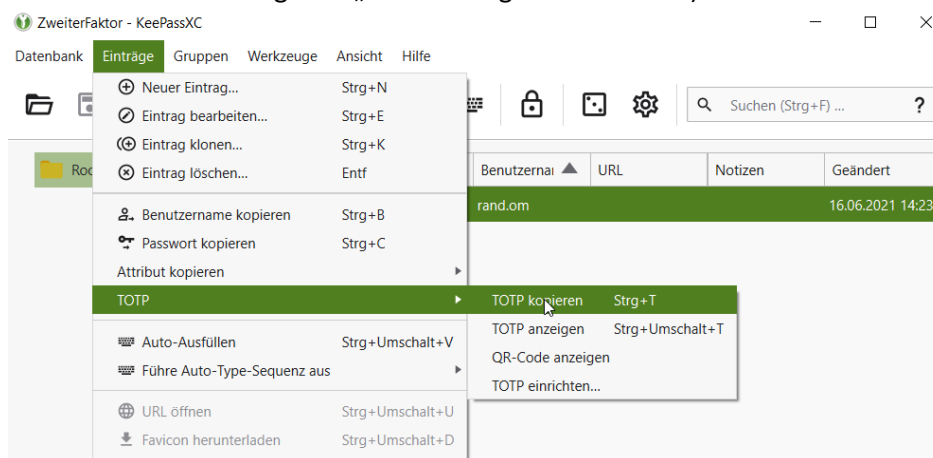 ZweiterFaktor - KeePassXC
Datenbank Einträge Gruppen Werkzeuge Ansicht Hilfe
Neuer Eintrag... Strg+N
Eintrag bearbeiten... Strg+E
Eintrag klonen... Strg+K
Eintrag löschen... Entf
Suchen (Strg+F) ... ?
Benutzernai URL Notizen Geändert
rand.om 16.06.2021 14:23
Benutzername kopieren Strg+B
Passwort kopieren Strg+C
Attribut kopieren
TOTP
TOTP kopieren Strg+T
TOTP anzeigen Strg+Umschalt+T
QR-Code anzeigen
TOTP einrichten...
Auto-Ausfüllen Strg+Umschalt+V
Führe Auto-Type-Sequenz aus
URL öffnen Strg+Umschalt+U
Favicon herunterladen Strg+Umschalt+D